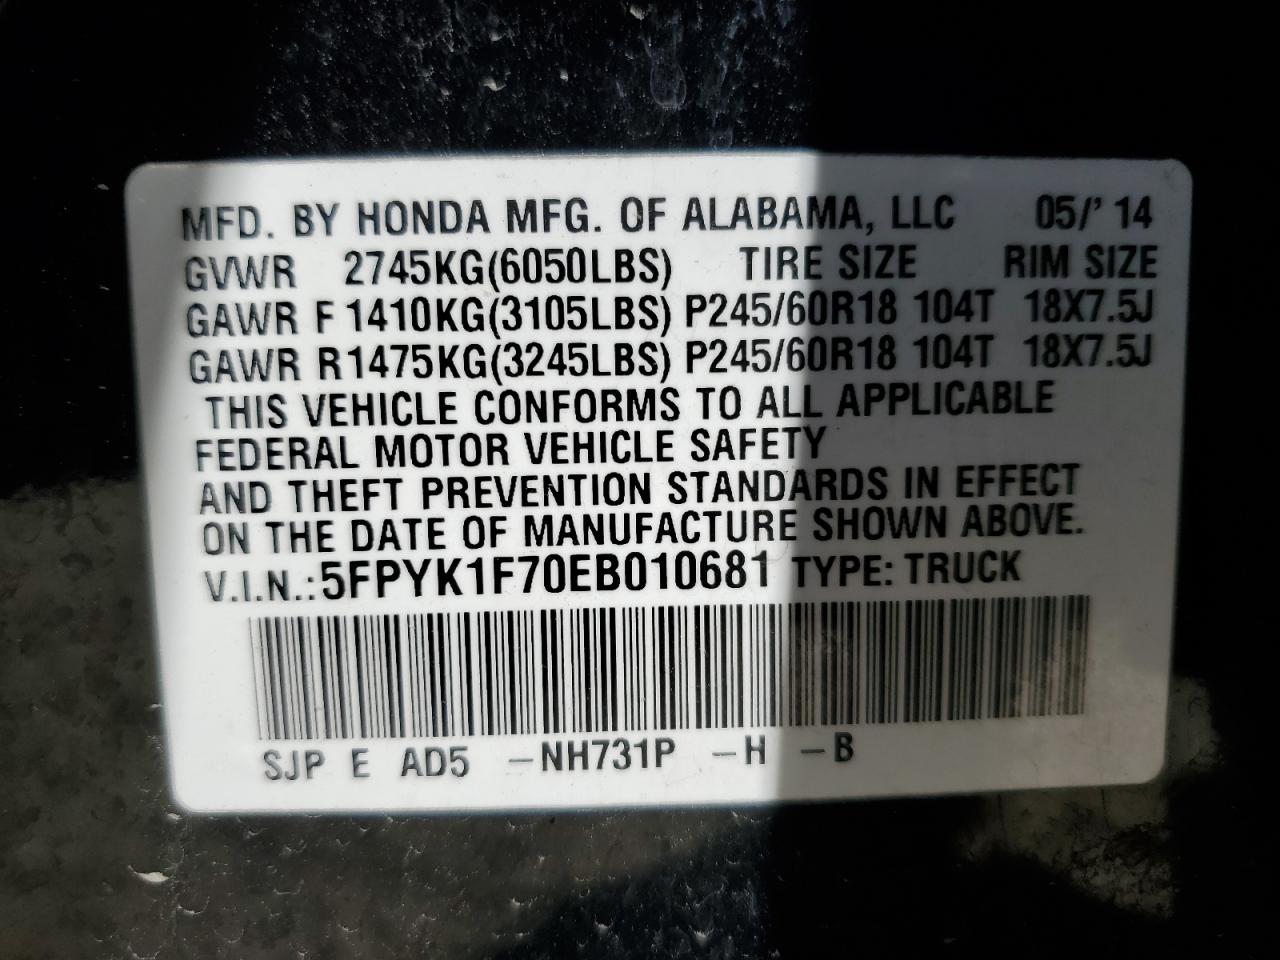 MFD. BY HONDA MFG. OF ALABAMA, LLC 05/' 14
GVWR 2745KG(6050LBS) TIRE SIZE RIM SIZE
GAWR F 1410KG(3105LBS) P245/60R18 104T 18X7.5J
GAWR R 1475KG(3245LBS) P245/60R18 104T 18X7.5J
THIS VEHICLE CONFORMS TO ALL APPLICABLE
FEDERAL MOTOR VEHICLE SAFETY
AND THEFT PREVENTION STANDARDS IN EFFECT
ON THE DATE OF MANUFACTURE SHOWN ABOVE.
V.I.N.: 5FPYK1F70EB010681 TYPE: TRUCK
SJP E AD5 –NH731P –H –B